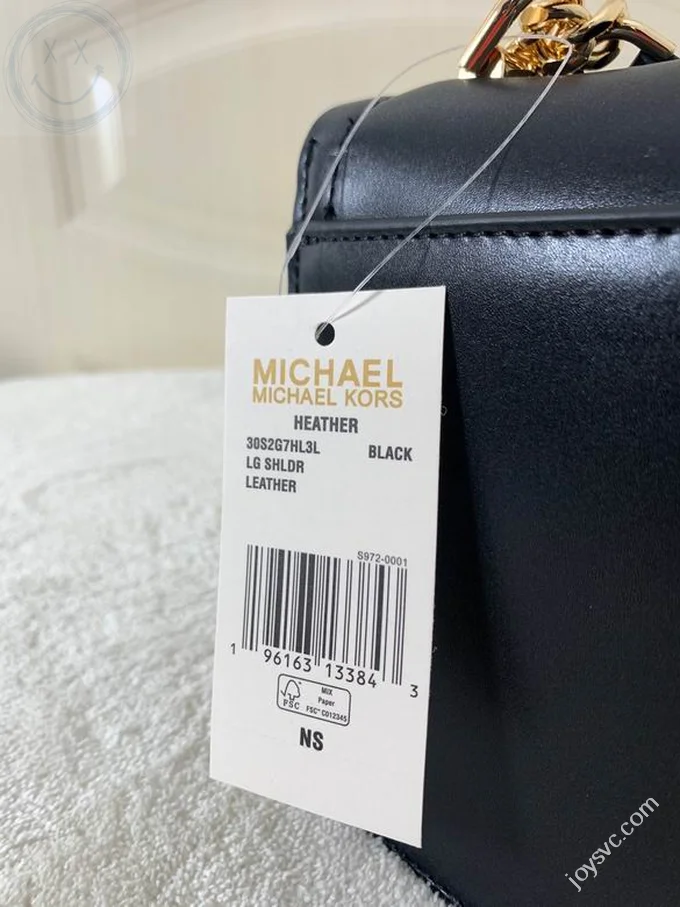 MICHAEL
MICHAEL KORS
HEATHER
30S2G7HL3L BLACK
LG SHLDR
LEATHER
S972-0001
1 96163 13384 3
FSC
MIX
Paper
FSC® C012345
NS
joysvc.com